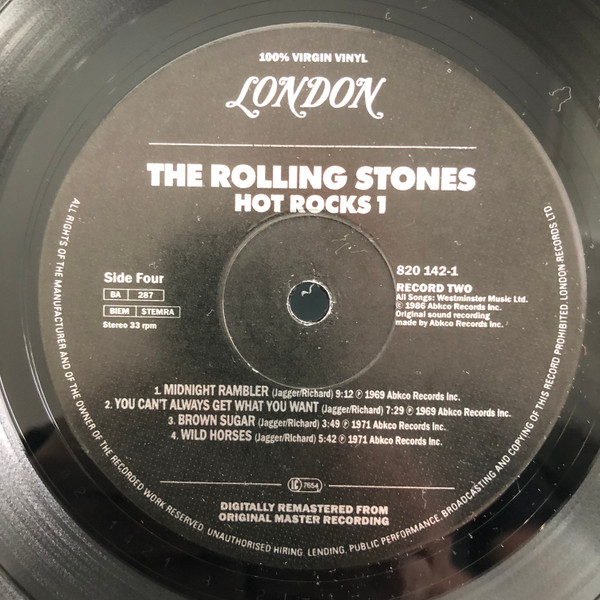 100% VIRGIN VINYL
LONDON
THE ROLLING STONES
HOT ROCKS 1
Side Four
BA 287
BIEM STEMRA
Stereo 33 rpm
820 142-1
RECORD TWO
All Songs: Westminster Music Ltd.
℗ 1986 Abkco Records Inc.
Original sound recording
made by Abkco Records Inc.
1. MIDNIGHT RAMBLER (Jagger/Richard) 9:12 ℗ 1969 Abkco Records Inc.
2. YOU CAN'T ALWAYS GET WHAT YOU WANT (Jagger/Richard) 7:29 ℗ 1969 Abkco Records Inc.
3. BROWN SUGAR (Jagger/Richard) 3:49 ℗ 1971 Abkco Records Inc.
4. WILD HORSES (Jagger/Richard) 5:42 ℗ 1971 Abkco Records Inc.
LC 7654
DIGITALLY REMASTERED FROM
ORIGINAL MASTER RECORDING
ALL RIGHTS OF THE MANUFACTURER AND OF THE OWNER OF THE RECORDED WORK RESERVED. UNAUTHORISED HIRING, LENDING, PUBLIC PERFORMANCE, BROADCASTING AND COPYING OF THIS RECORD PROHIBITED. LONDON RECORDS LTD.